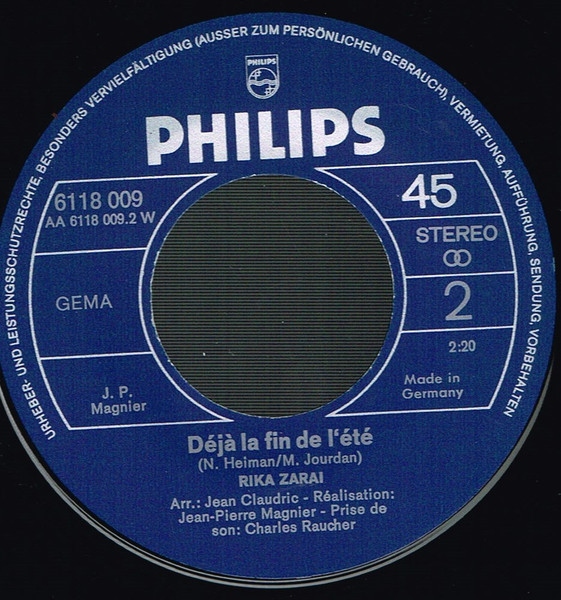 URHEBER- UND LEISTUNGSSCHUTZRECHTE, BESONDERS VERVIELFÄLTIGUNG (AUSSER ZUM PERSÖNLICHEN GEBRAUCH), VERMIETUNG, AUFFÜHRUNG, SENDUNG, VORBEHALTEN
PHILIPS
PHILIPS
6118 009
AA 6118 009.2 W
GEMA
J. P.
Magnier
45
STEREO
2
2:20
Made in
Germany
Déjà la fin de l'été
(N. Heiman/M. Jourdan)
RIKA ZARAI
Arr.: Jean Claudric - Réalisation:
Jean-Pierre Magnier - Prise de
son: Charles Raucher